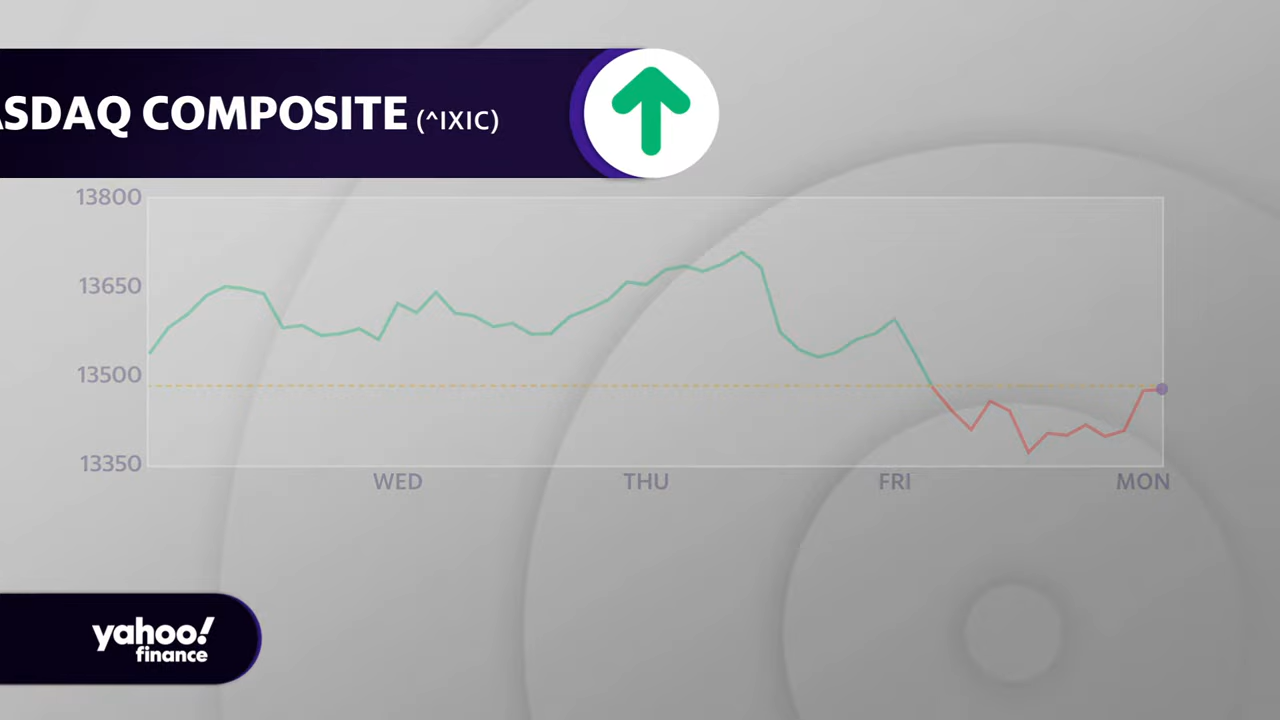 ASDAQ COMPOSITE (^IXIC)
13800
13650
13500
13350
WED THU FRI MON
yahoo!
finance